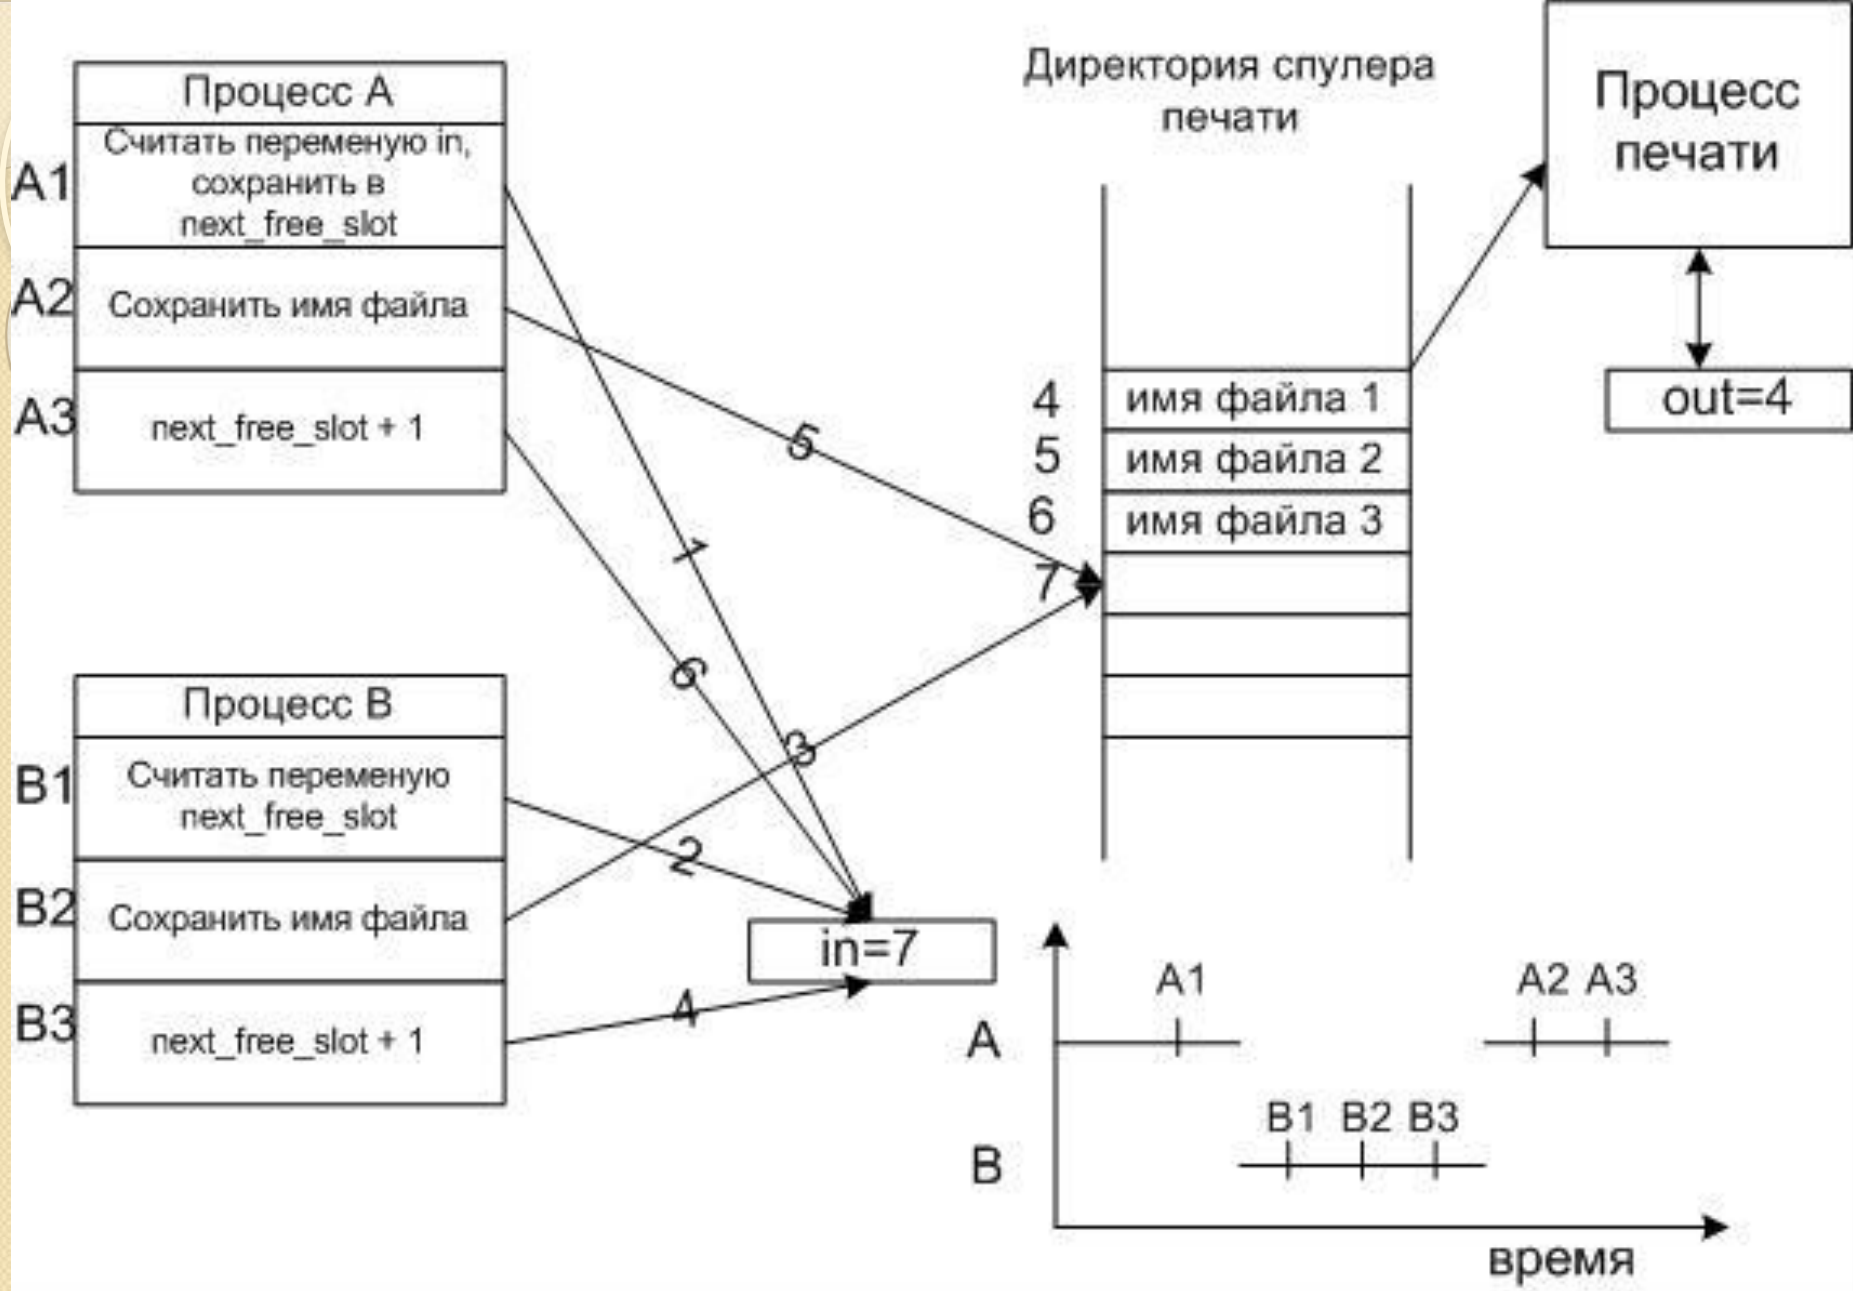 Процесс А
A1
Считать переменую in,
сохранить в
next_free_slot
A2
Сохранить имя файла
A3
next_free_slot + 1
Процесс В
B1
Считать переменую
next_free_slot
B2
Сохранить имя файла
B3
next_free_slot + 1
1
5
6
2
3
4
in=7
Директория спулера
печати
4 имя файла 1
5 имя файла 2
6 имя файла 3
7
Процесс
печати
out=4
A1 A2 A3
A
B1 B2 B3
B
время